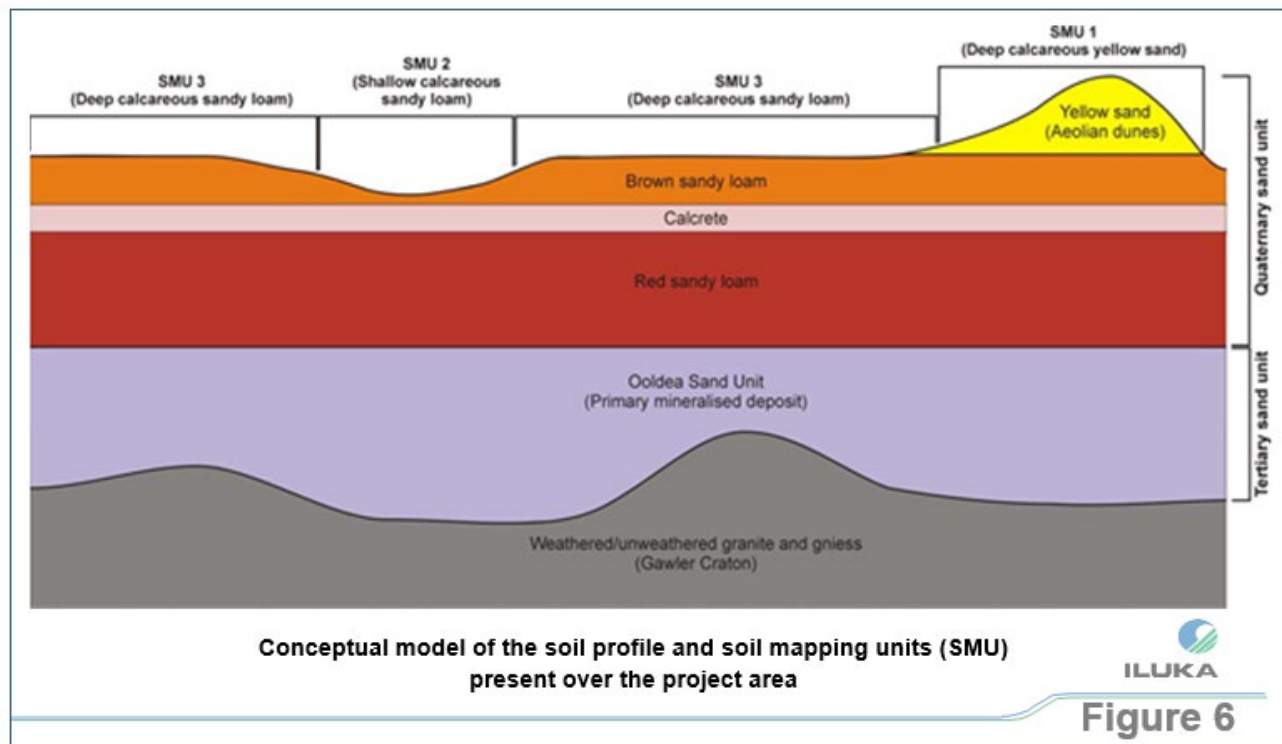 SMU 1
(Deep calcareous yellow sand)
SMU 2
(Shallow calcareous
sandy loam)
SMU 3
(Deep calcareous sandy loam)
SMU 3
(Deep calcareous sandy loam)
Yellow sand
(Aeolian dunes)
Brown sandy loam
Calcrete
Red sandy loam
Quaternary sand unit
Ooldea Sand Unit
(Primary mineralised deposit)
Tertiary sand unit
Weathered/unweathered granite and gniess
(Gawler Craton)
Conceptual model of the soil profile and soil mapping units (SMU)
present over the project area
ILUKA
Figure 6